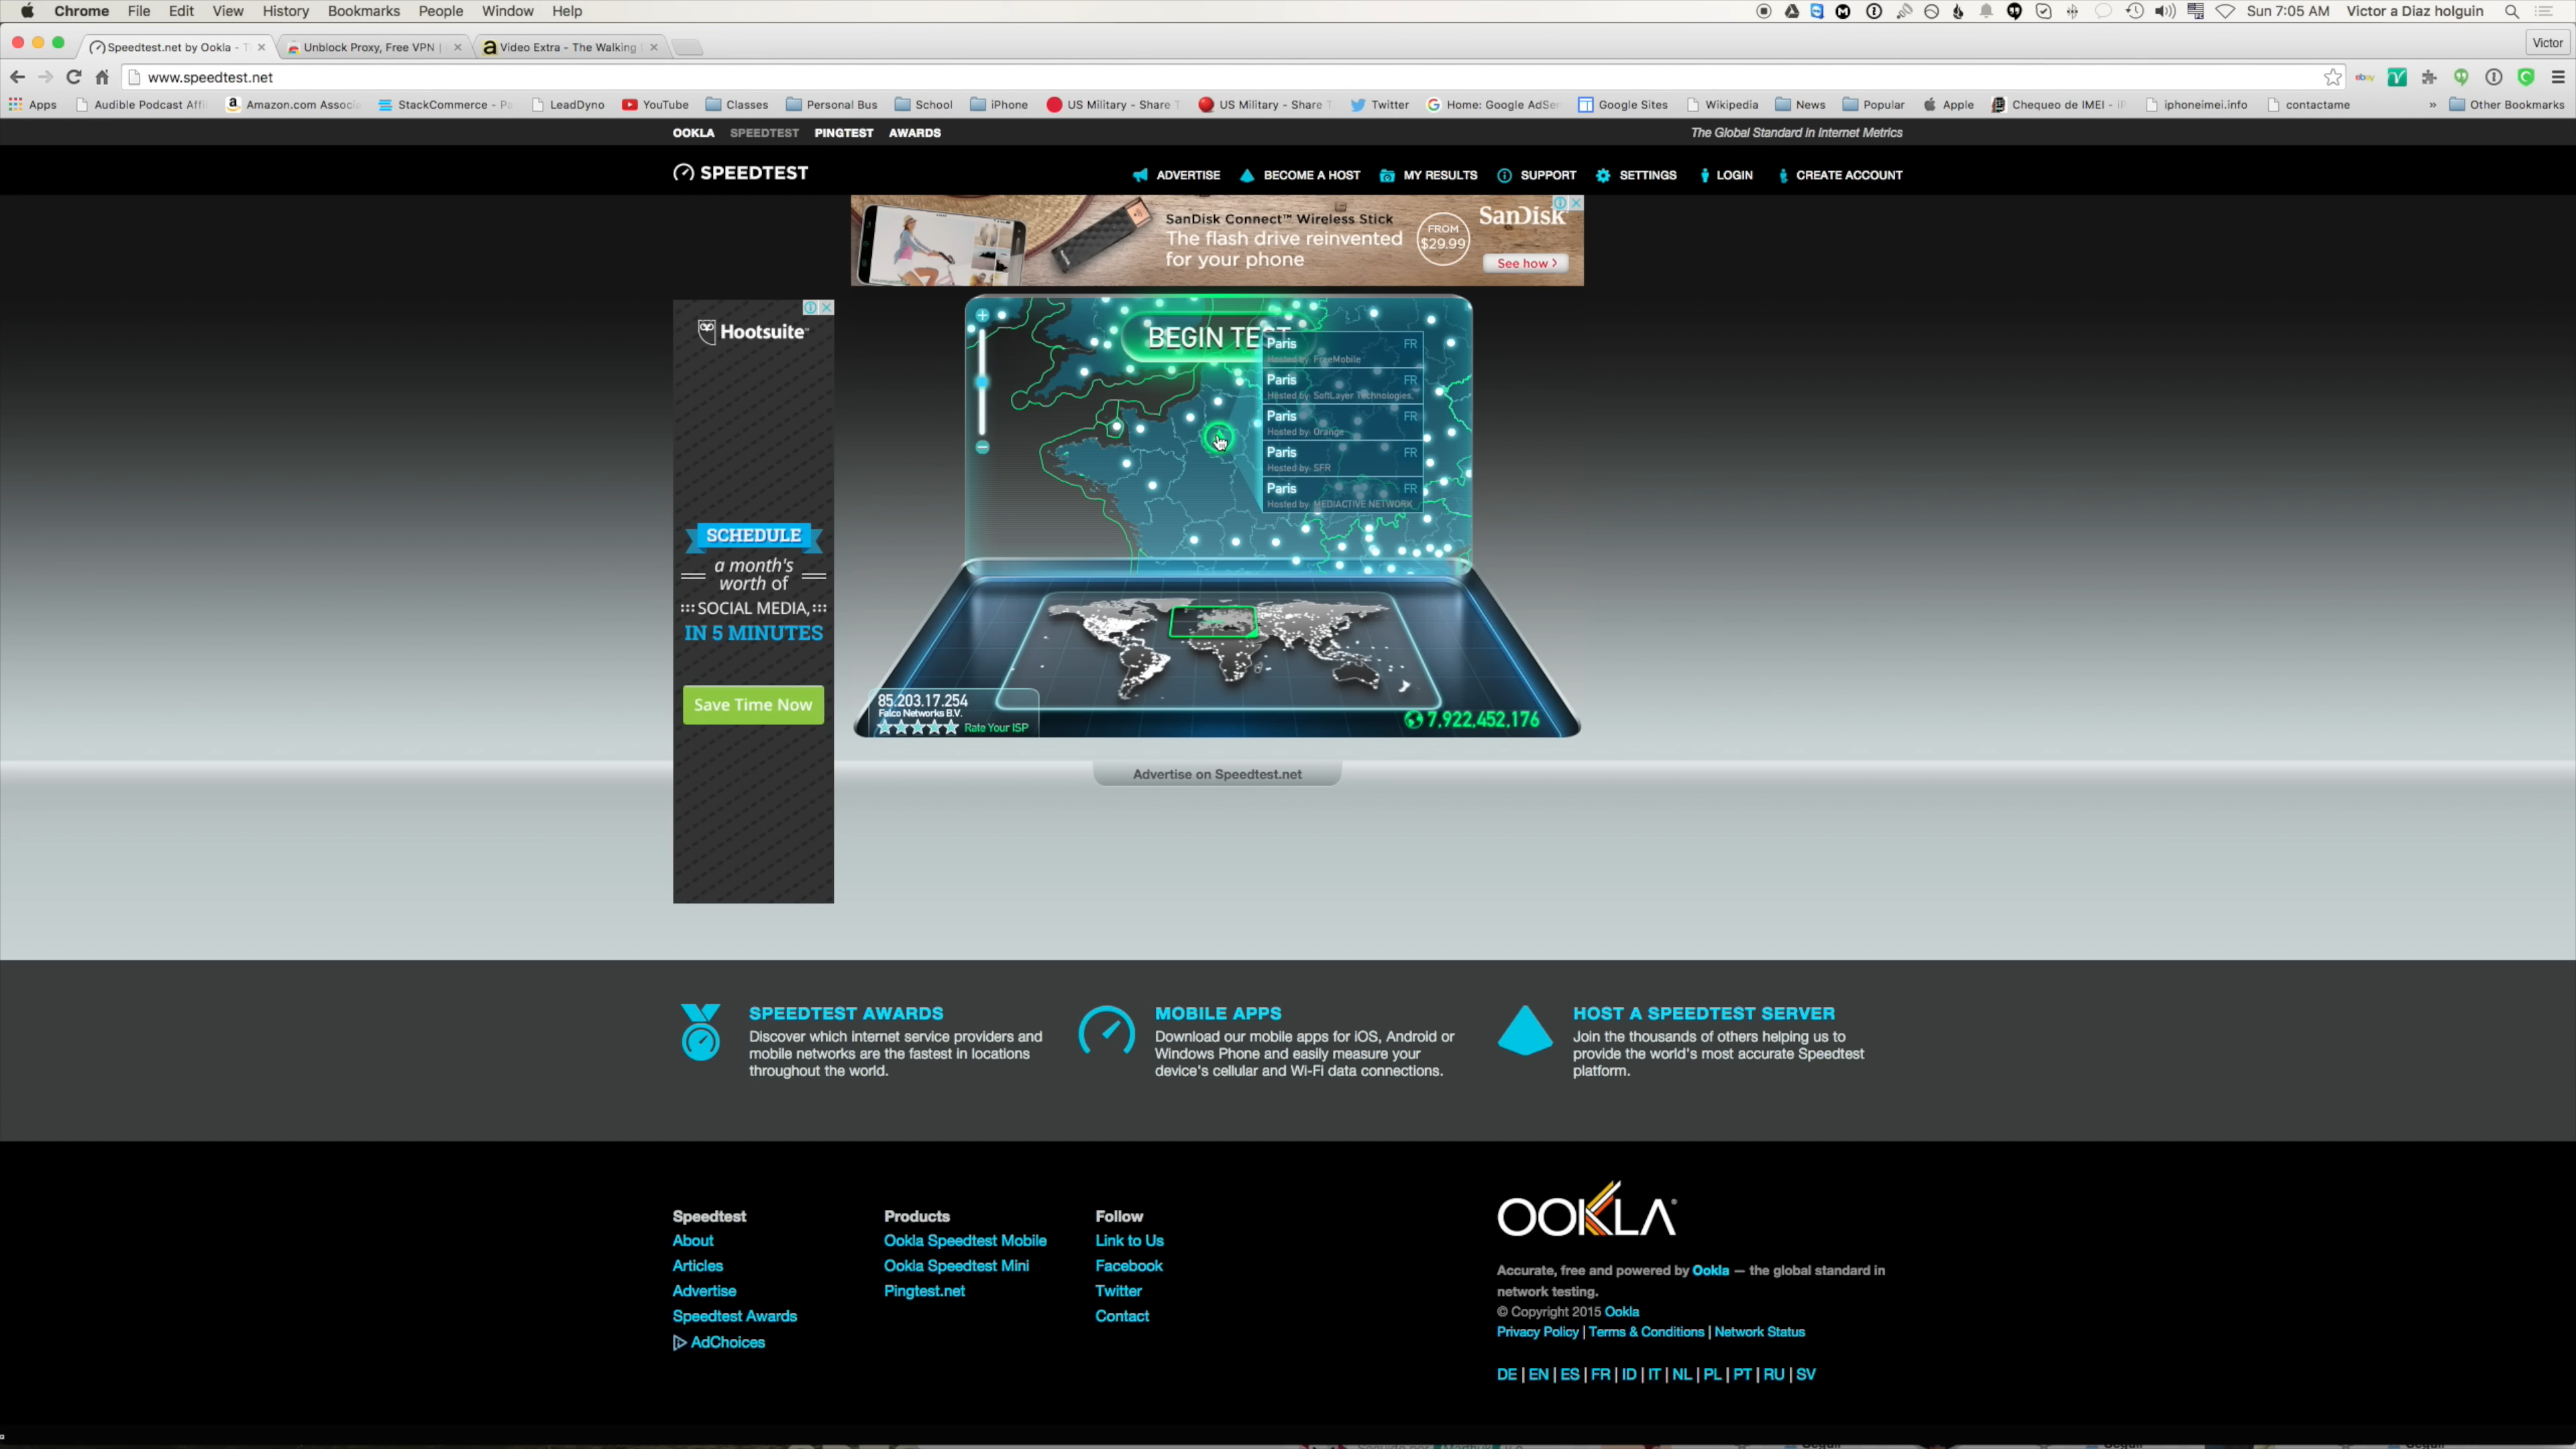 Chrome File Edit View History Bookmarks People Window Help
Sun 7:05 AM Victor a Diaz holguin
Speedtest.net by Ookla - T
Unblock Proxy, Free VPN |
Video Extra - The Walking
Victor
www.speedtest.net
ebay
Apps
Audible Podcast Affi
Amazon.com Associa
StackCommerce - Pa
LeadDyno
YouTube
Classes
Personal Bus
School
iPhone
US Military - Share T
US Military - Share T
Twitter
Home: Google AdSen
Google Sites
Wikipedia
News
Popular
Apple
Chequeo de IMEI - iP
iphoneimei.info
contactame
» Other Bookmarks
OOKLA SPEEDTEST PINGTEST AWARDS
The Global Standard in Internet Metrics
SPEEDTEST
ADVERTISE BECOME A HOST MY RESULTS SUPPORT SETTINGS LOGIN CREATE ACCOUNT
SanDisk Connect™ Wireless Stick
The flash drive reinvented
for your phone
FROM
$29.99
SanDisk
See how >
Hootsuite™
SCHEDULE
a month's
worth of
SOCIAL MEDIA,
IN 5 MINUTES
Save Time Now
BEGIN TEST
Paris FR
Hosted by: FreeMobile
Paris FR
Hosted by: SoftLayer Technologies,
Paris FR
Hosted by: Orange
Paris FR
Hosted by: SFR
Paris FR
Hosted by: MEDIACTIVE NETWORK
85.203.17.254
Falco Networks B.V.
Rate Your ISP
7,922,452,176
Advertise on Speedtest.net
SPEEDTEST AWARDS
Discover which internet service providers and
mobile networks are the fastest in locations
throughout the world.
MOBILE APPS
Download our mobile apps for iOS, Android or
Windows Phone and easily measure your
device's cellular and Wi-Fi data connections.
HOST A SPEEDTEST SERVER
Join the thousands of others helping us to
provide the world's most accurate Speedtest
platform.
Speedtest
About
Articles
Advertise
Speedtest Awards
AdChoices
Products
Ookla Speedtest Mobile
Ookla Speedtest Mini
Pingtest.net
Follow
Link to Us
Facebook
Twitter
Contact
OOKLA®
Accurate, free and powered by Ookla — the global standard in
network testing.
© Copyright 2015 Ookla
Privacy Policy | Terms & Conditions | Network Status
DE | EN | ES | FR | ID | IT | NL | PL | PT | RU | SV